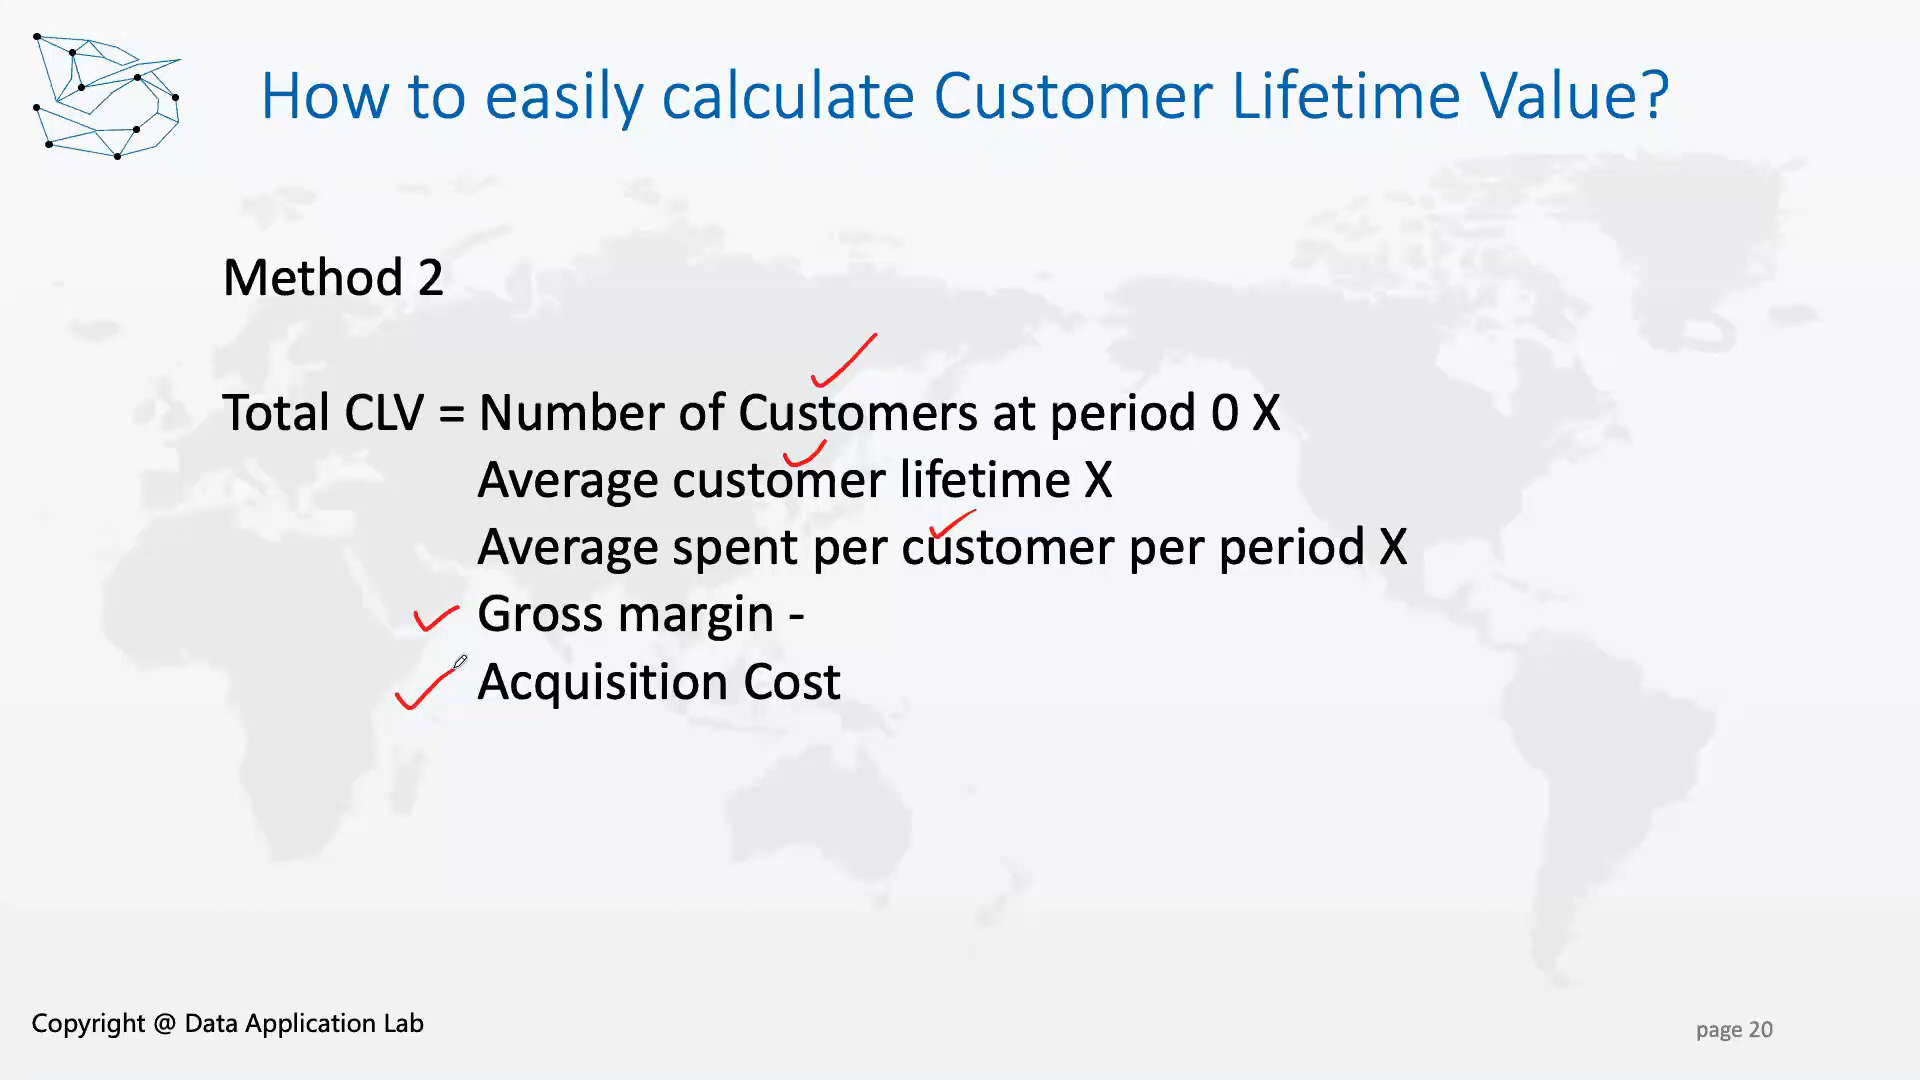 How to easily calculate Customer Lifetime Value?
Method 2
Total CLV = Number of Customers at period 0 X
Average customer lifetime X
Average spent per customer per period X
Gross margin -
Acquisition Cost
Copyright @ Data Application Lab
page 20